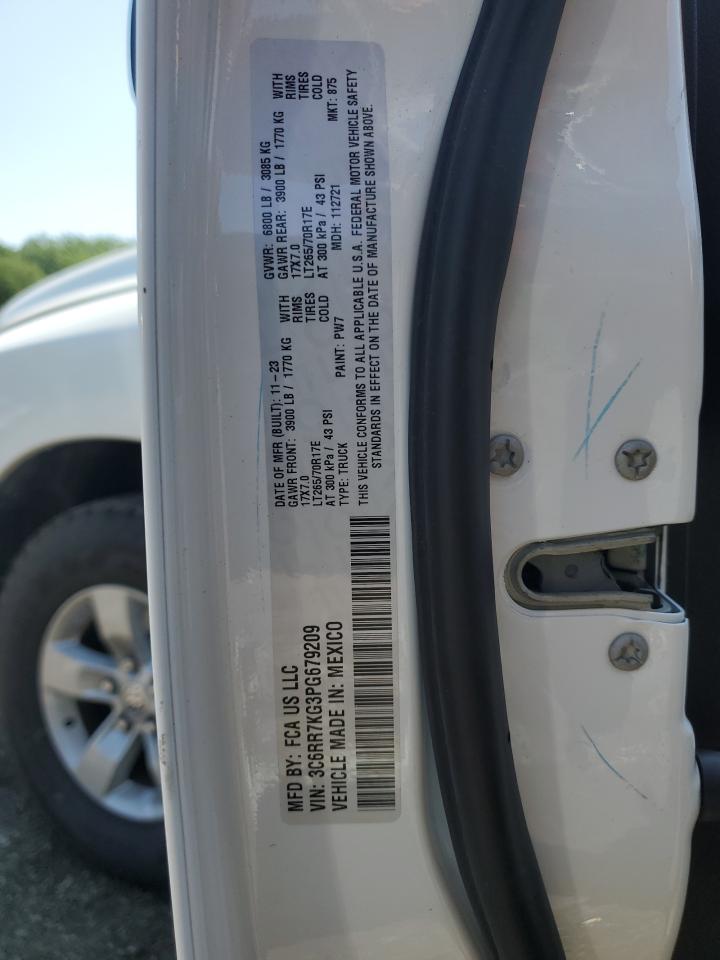 MFD BY: FCA US LLC
VIN: 3C6RR7KG3PG679209
VEHICLE MADE IN: MEXICO
DATE OF MFR (BUILT): 11-23
GAWR FRONT: 3900 LB / 1770 KG WITH
17X7.0 RIMS
LT265/70R17E TIRES
AT 300 kPa / 43 PSI COLD
TYPE: TRUCK PAINT: PW7
GVWR: 6800 LB / 3085 KG
GAWR REAR: 3900 LB / 1770 KG WITH
17X7.0 RIMS
LT265/70R17E TIRES
AT 300 kPa / 43 PSI COLD
MDH: 112721 MKT: 875
THIS VEHICLE CONFORMS TO ALL APPLICABLE U.S.A. FEDERAL MOTOR VEHICLE SAFETY
STANDARDS IN EFFECT ON THE DATE OF MANUFACTURE SHOWN ABOVE.